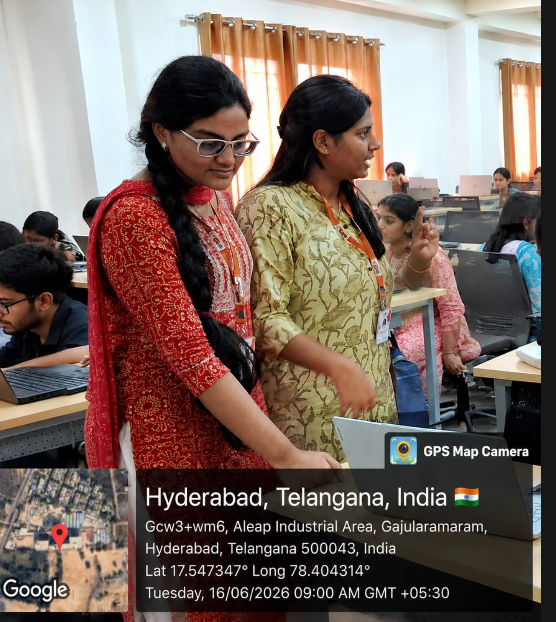 GPS Map Camera
Hyderabad, Telangana, India 🇮🇳
Gcw3+wm6, Aleap Industrial Area, Gajularamaram,
Hyderabad, Telangana 500043, India
Lat 17.547347° Long 78.404314°
Tuesday, 16/06/2026 09:00 AM GMT +05:30
Google